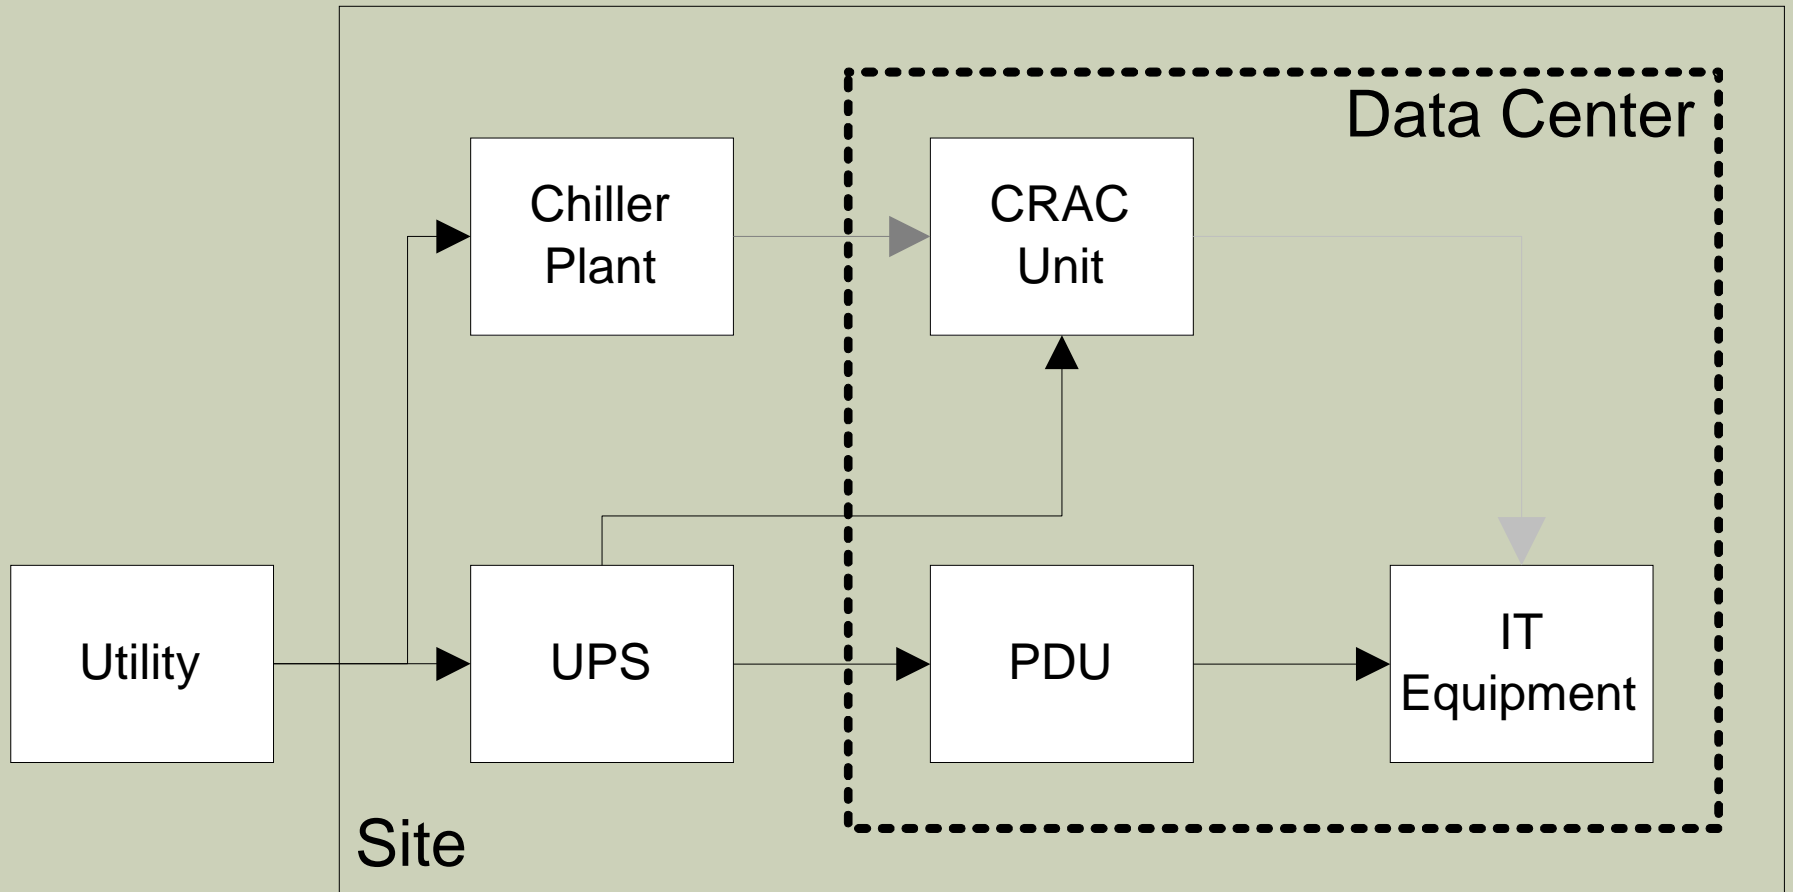 Data Center
Chiller
Plant
CRAC
Unit
Utility
UPS
PDU
IT
Equipment
Site